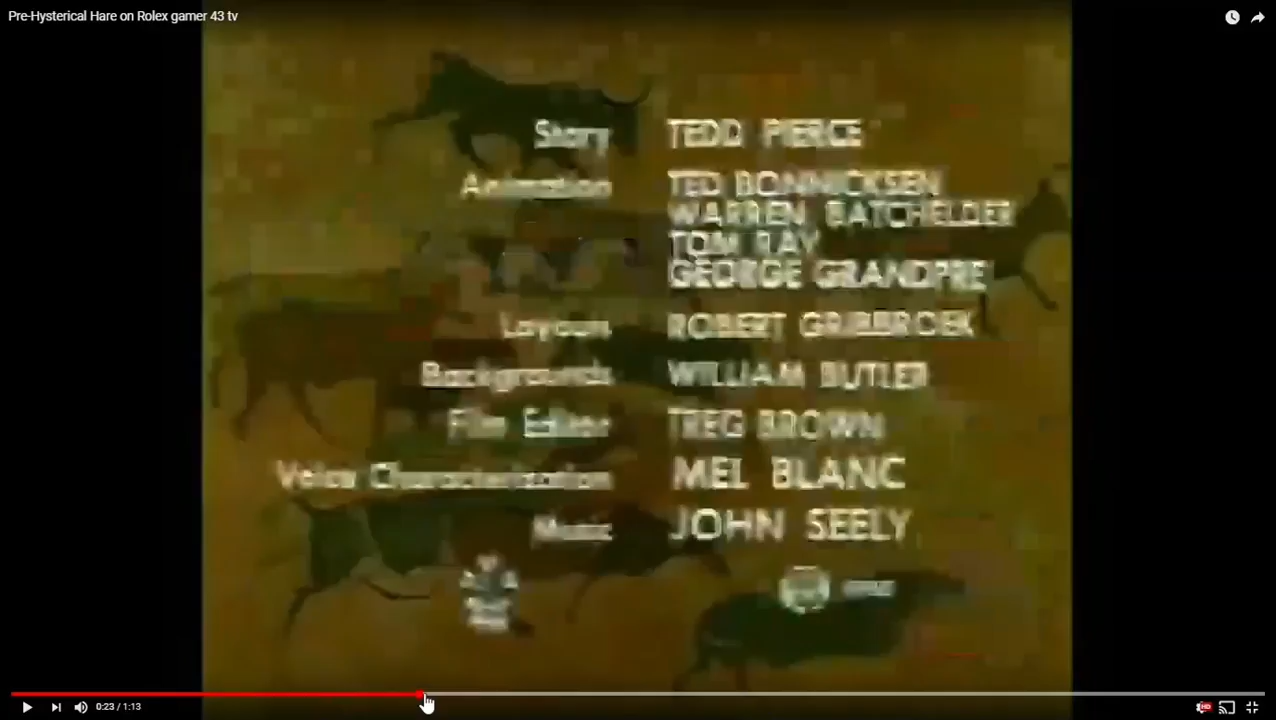 Pre-Hysterical Hare on Rolex gamer 43 tv
Story TEDD PIERCE
Animation TED BONNICKSEN
WARREN BATCHELDER
TOM RAY
GEORGE GRANDPRE
Layouts ROBERT GRIBBROEK
Backgrounds WILLIAM BUTLER
Film Editor TREG BROWN
Voice Characterization MEL BLANC
Music JOHN SEELY
0:23 / 1:13
HD